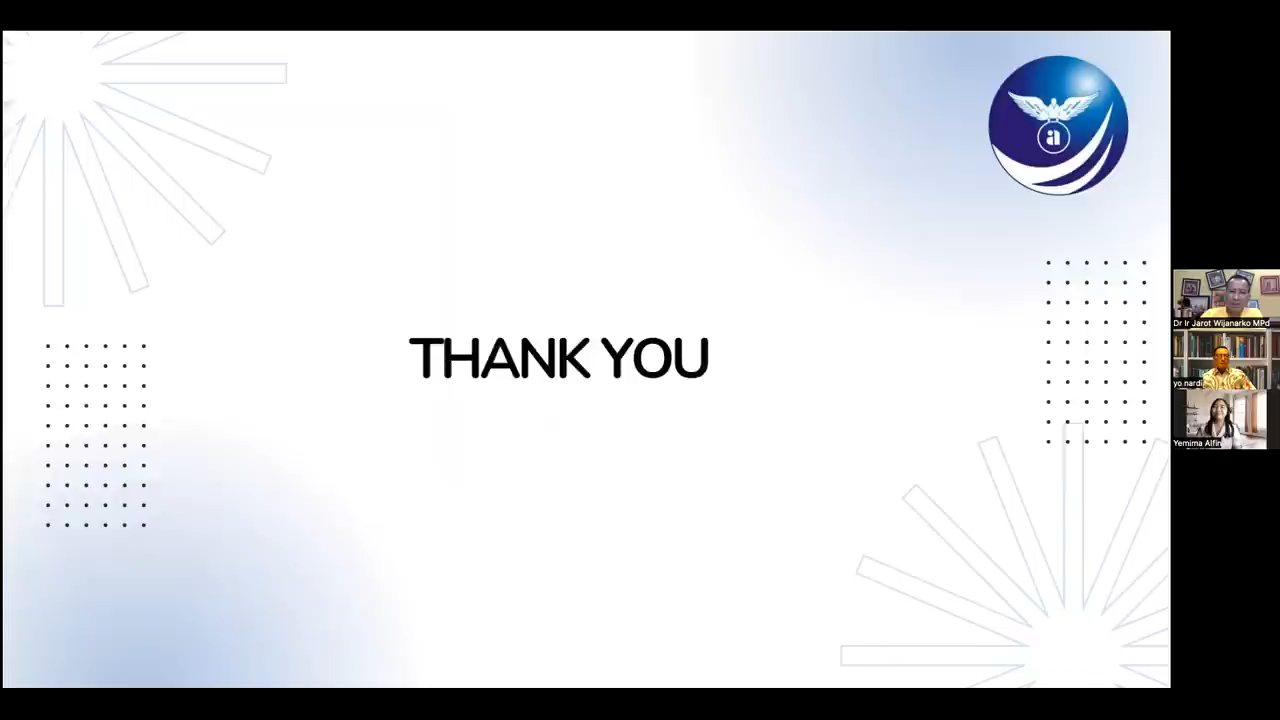 THANK YOU
a
Dr Ir Jarot Wijanarko MPd
yo nardi
Yemima Alfin